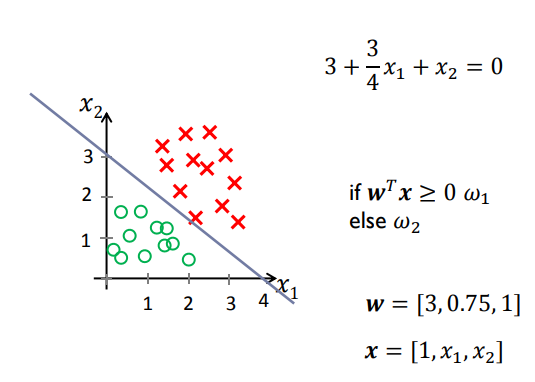 3 + 3/4 x₁ + x₂ = 0
x₂
3
2
1
1 2 3 4 x₁
if wᵀx ≥ 0 ω₁
else ω₂
w = [3,0.75,1]
x = [1,x₁,x₂]